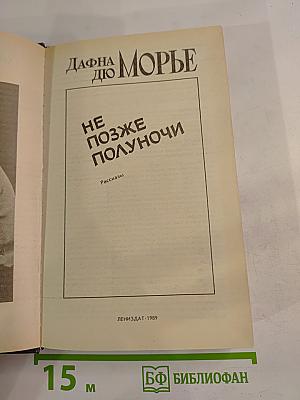 ДАФНА
ДЮ МОРЬЕ
НЕ
ПОЗЖЕ
ПОЛУНОЧИ
Рассказы
ЛЕНИЗДАТ·1989
15 м
БФ БИБЛИОФАН